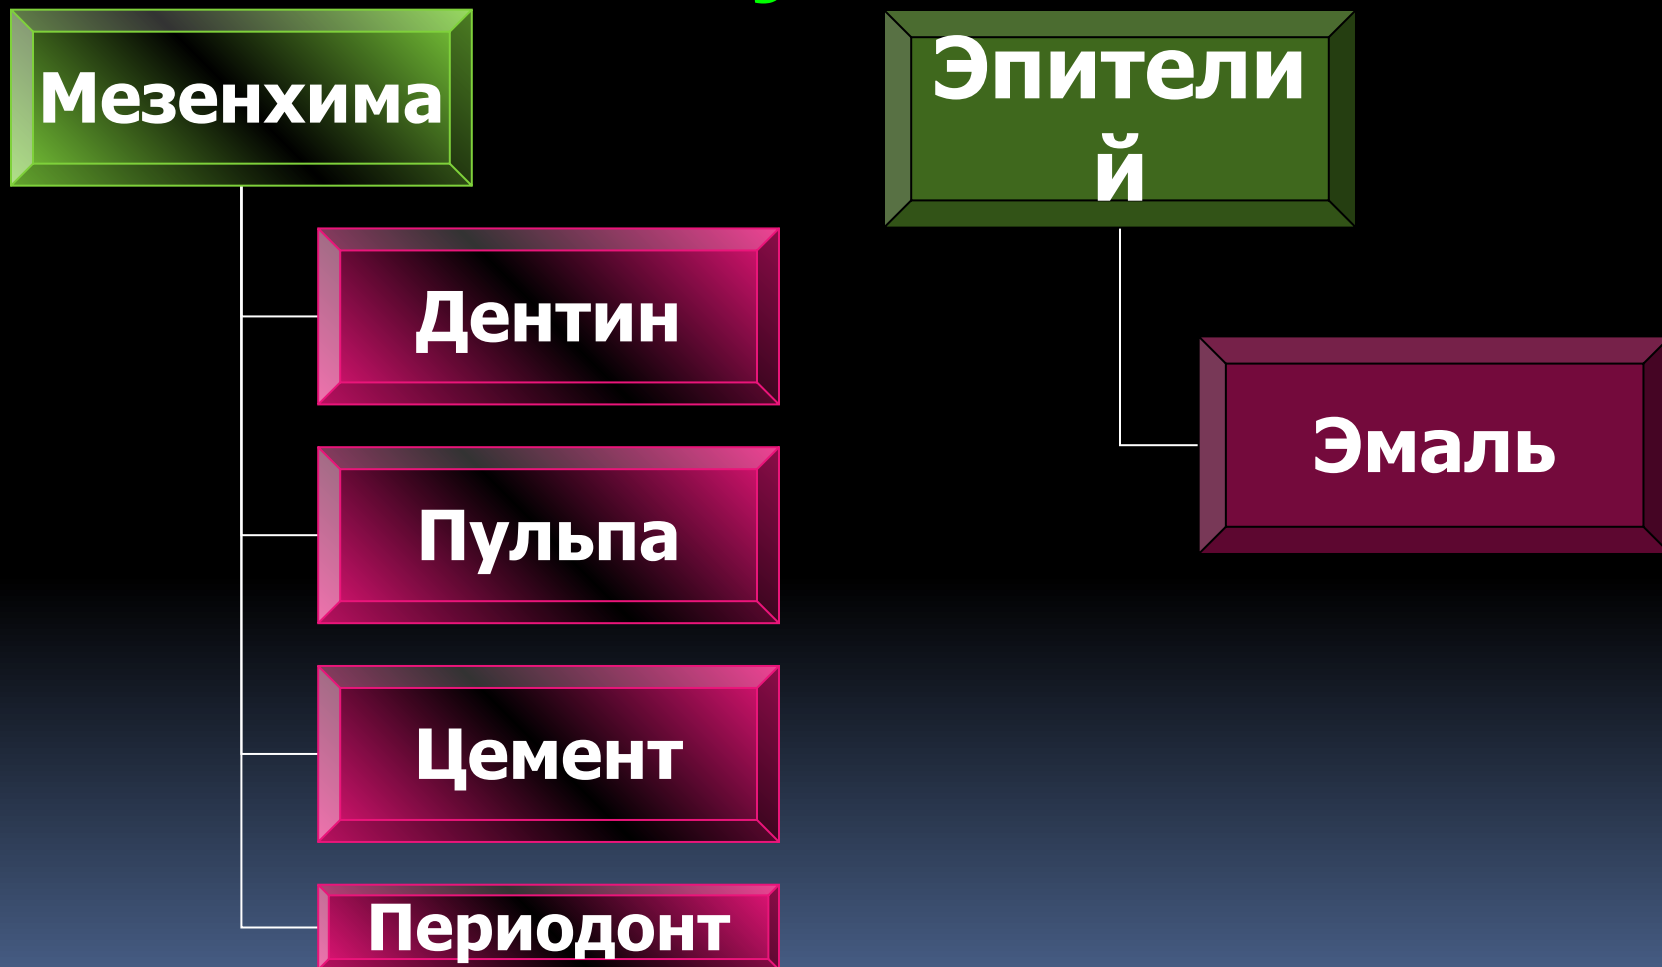 Мезенхима
Дентин
Пульпа
Цемент
Периодонт
Эпители
й
Эмаль